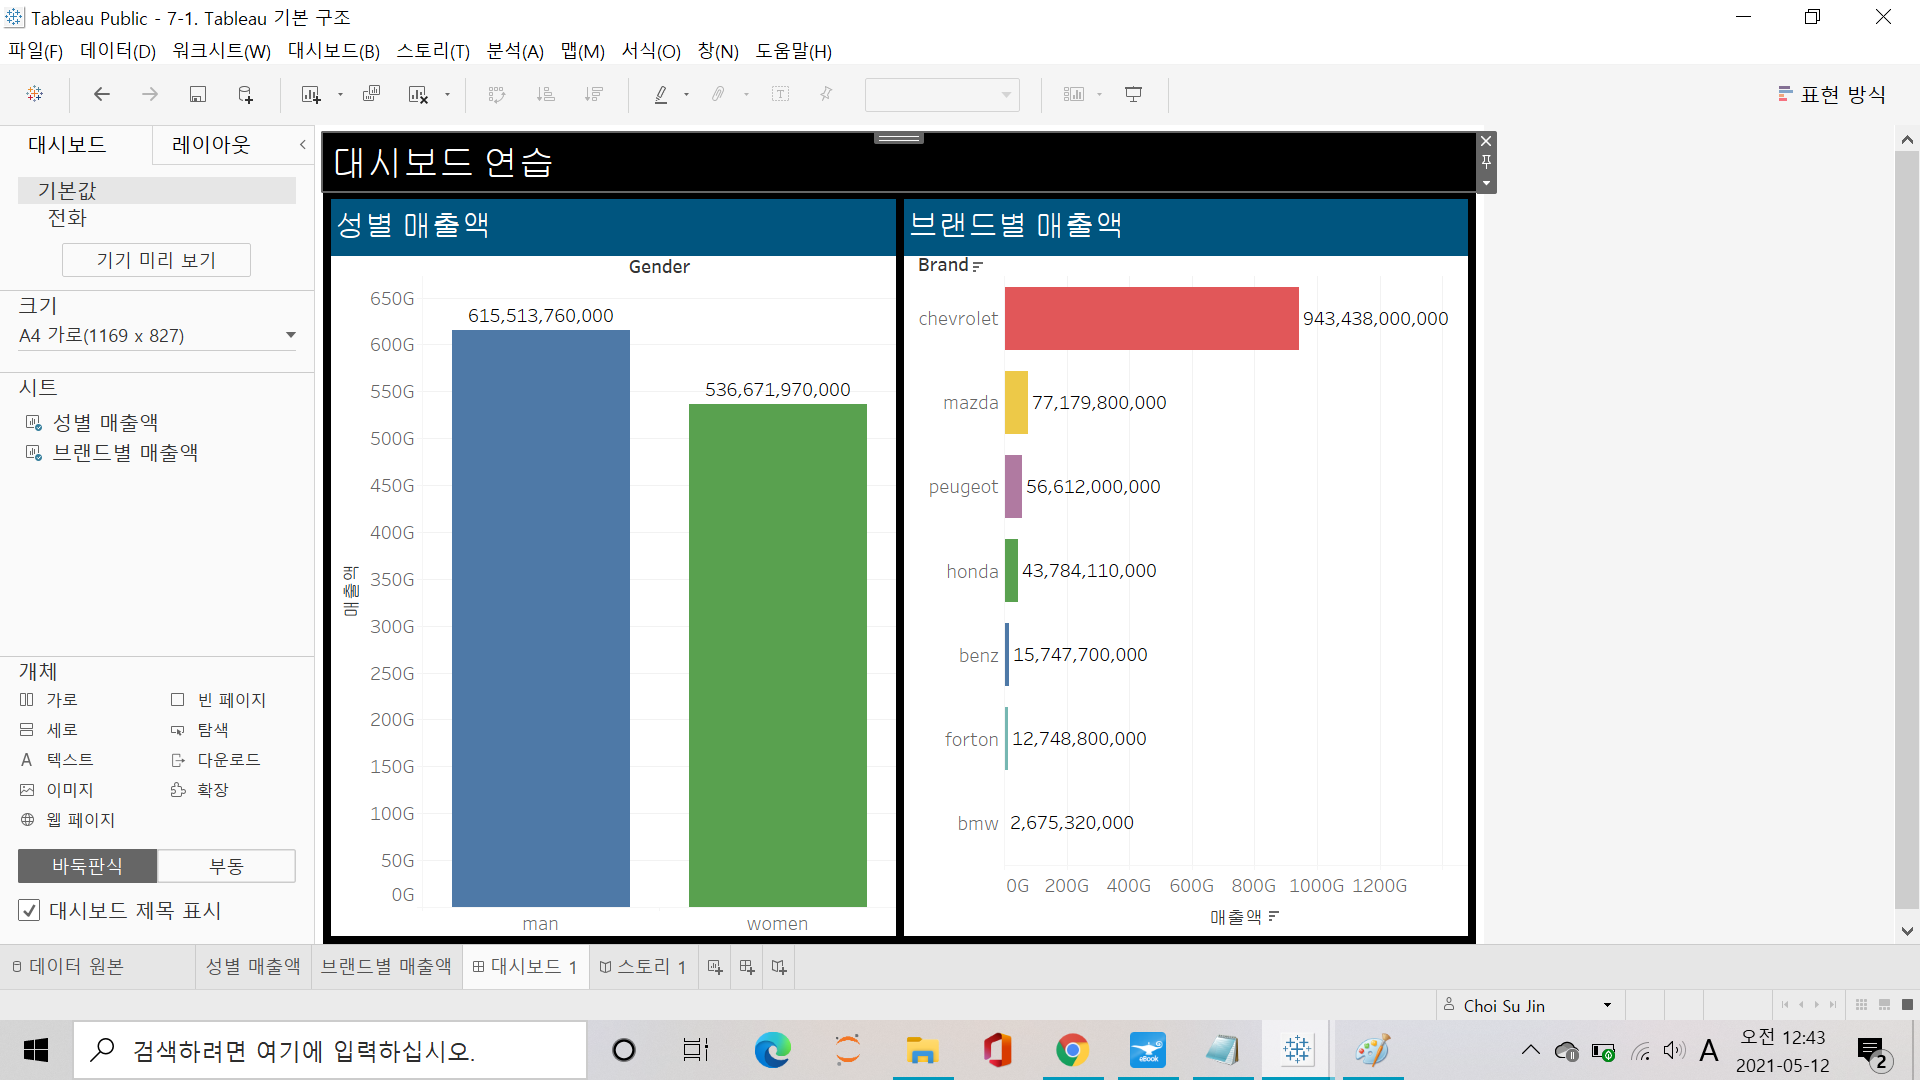 Tableau Public - 7-1. Tableau 기본 구조
파일(F) 데이터(D) 워크시트(W) 대시보드(B) 스토리(T) 분석(A) 맵(M) 서식(O) 창(N) 도움말(H)
표현 방식
대시보드 레이아웃
기본값
전화
기기 미리 보기
크기
A4 가로(1169 x 827)
시트
성별 매출액
브랜드별 매출액
개체
가로 빈 페이지
세로 탐색
텍스트 다운로드
이미지 확장
웹 페이지
바둑판식 부동
대시보드 제목 표시
대시보드 연습
성별 매출액
Gender
매출액
650G
600G
550G
500G
450G
400G
350G
300G
250G
200G
150G
100G
50G
0G
615,513,760,000
536,671,970,000
man women
브랜드별 매출액
Brand
chevrolet 943,438,000,000
mazda 77,179,800,000
peugeot 56,612,000,000
honda 43,784,110,000
benz 15,747,700,000
forton 12,748,800,000
bmw 2,675,320,000
0G 200G 400G 600G 800G 1000G 1200G
매출액
데이터 원본 성별 매출액 브랜드별 매출액 대시보드 1 스토리 1
Choi Su Jin
검색하려면 여기에 입력하십시오.
eBook
A
오전 12:43
2021-05-12
2